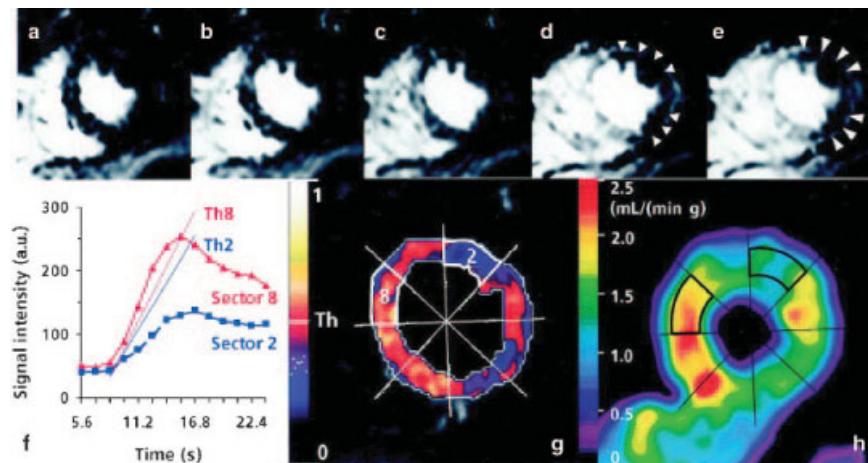 a
b
c
d
e
300
200
100
0
Signal intensity (a.u.)
5.6 11.2 16.8 22.4
Time (s)
Th8
Th2
Sector 8
Sector 2
f
1
Th
0
2
8
g
2.5
(mL/(min g)
2.0
1.5
1.0
0.5
0
h